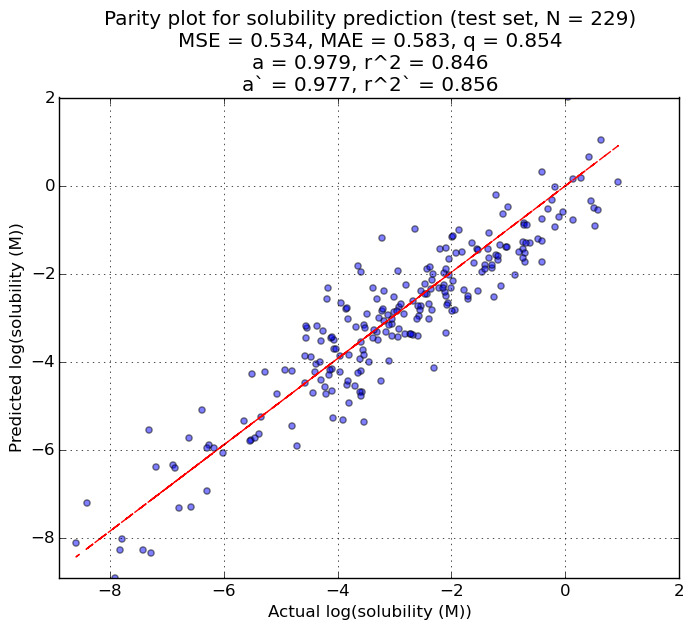 Parity plot for solubility prediction (test set, N = 229)
MSE = 0.534, MAE = 0.583, q = 0.854
a = 0.979, r^2 = 0.846
a` = 0.977, r^2` = 0.856
2
0
−2
−4
−6
−8
Predicted log(solubility (M))
−8 −6 −4 −2 0 2
Actual log(solubility (M))